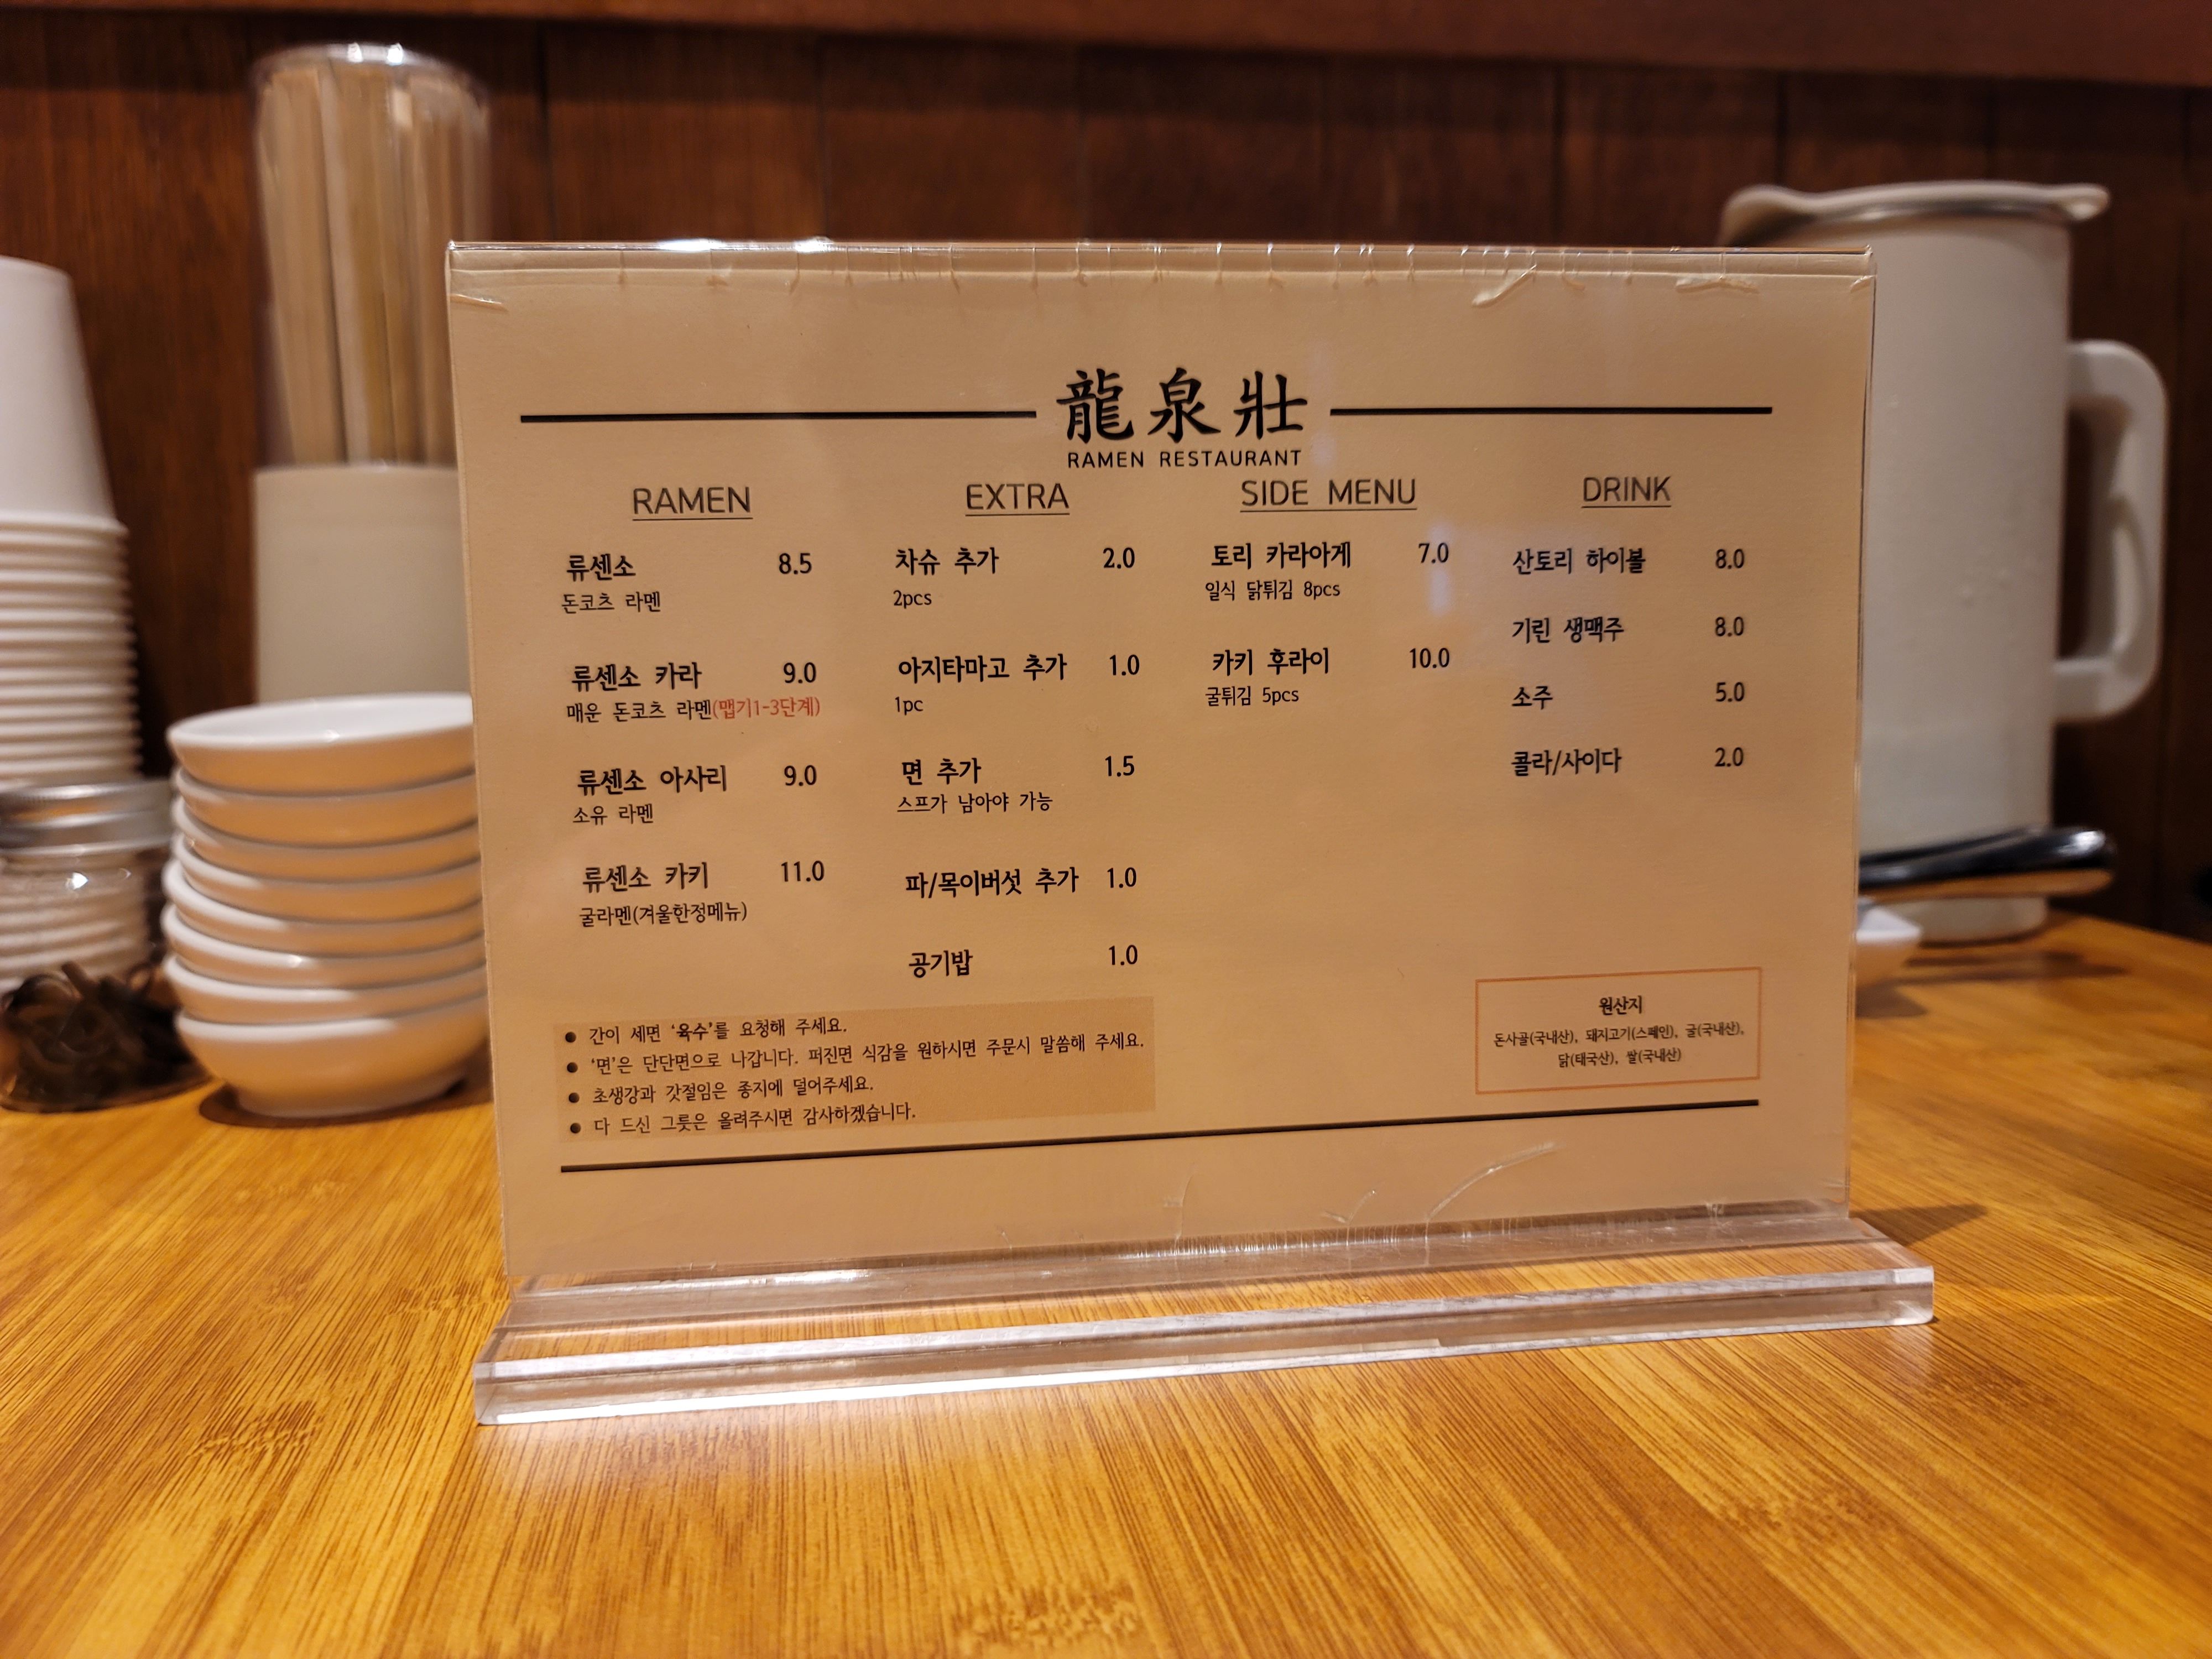 龍泉壯
RAMEN RESTAURANT
RAMEN
류센소 8.5
돈코츠 라멘
류센소 카라 9.0
매운 돈코츠 라멘(맵기1-3단계)
류센소 아사리 9.0
소유 라멘
류센소 카키 11.0
굴라멘(겨울한정메뉴)
EXTRA
차슈 추가 2.0
2pcs
아지타마고 추가 1.0
1pc
면 추가 1.5
스프가 남아야 가능
파/목이버섯 추가 1.0
공기밥 1.0
SIDE MENU
토리 카라아게 7.0
일식 닭튀김 8pcs
카키 후라이 10.0
굴튀김 5pcs
DRINK
산토리 하이볼 8.0
기린 생맥주 8.0
소주 5.0
콜라/사이다 2.0
● 간이 세면 '육수'를 요청해 주세요.
● '면'은 단단면으로 나갑니다. 퍼진면 식감을 원하시면 주문시 말씀해 주세요.
● 초생강과 갓절임은 종지에 덜어주세요.
● 다 드신 그릇은 올려주시면 감사하겠습니다.
원산지
돈사골(국내산), 돼지고기(스페인), 굴(국내산),
닭(태국산), 쌀(국내산)